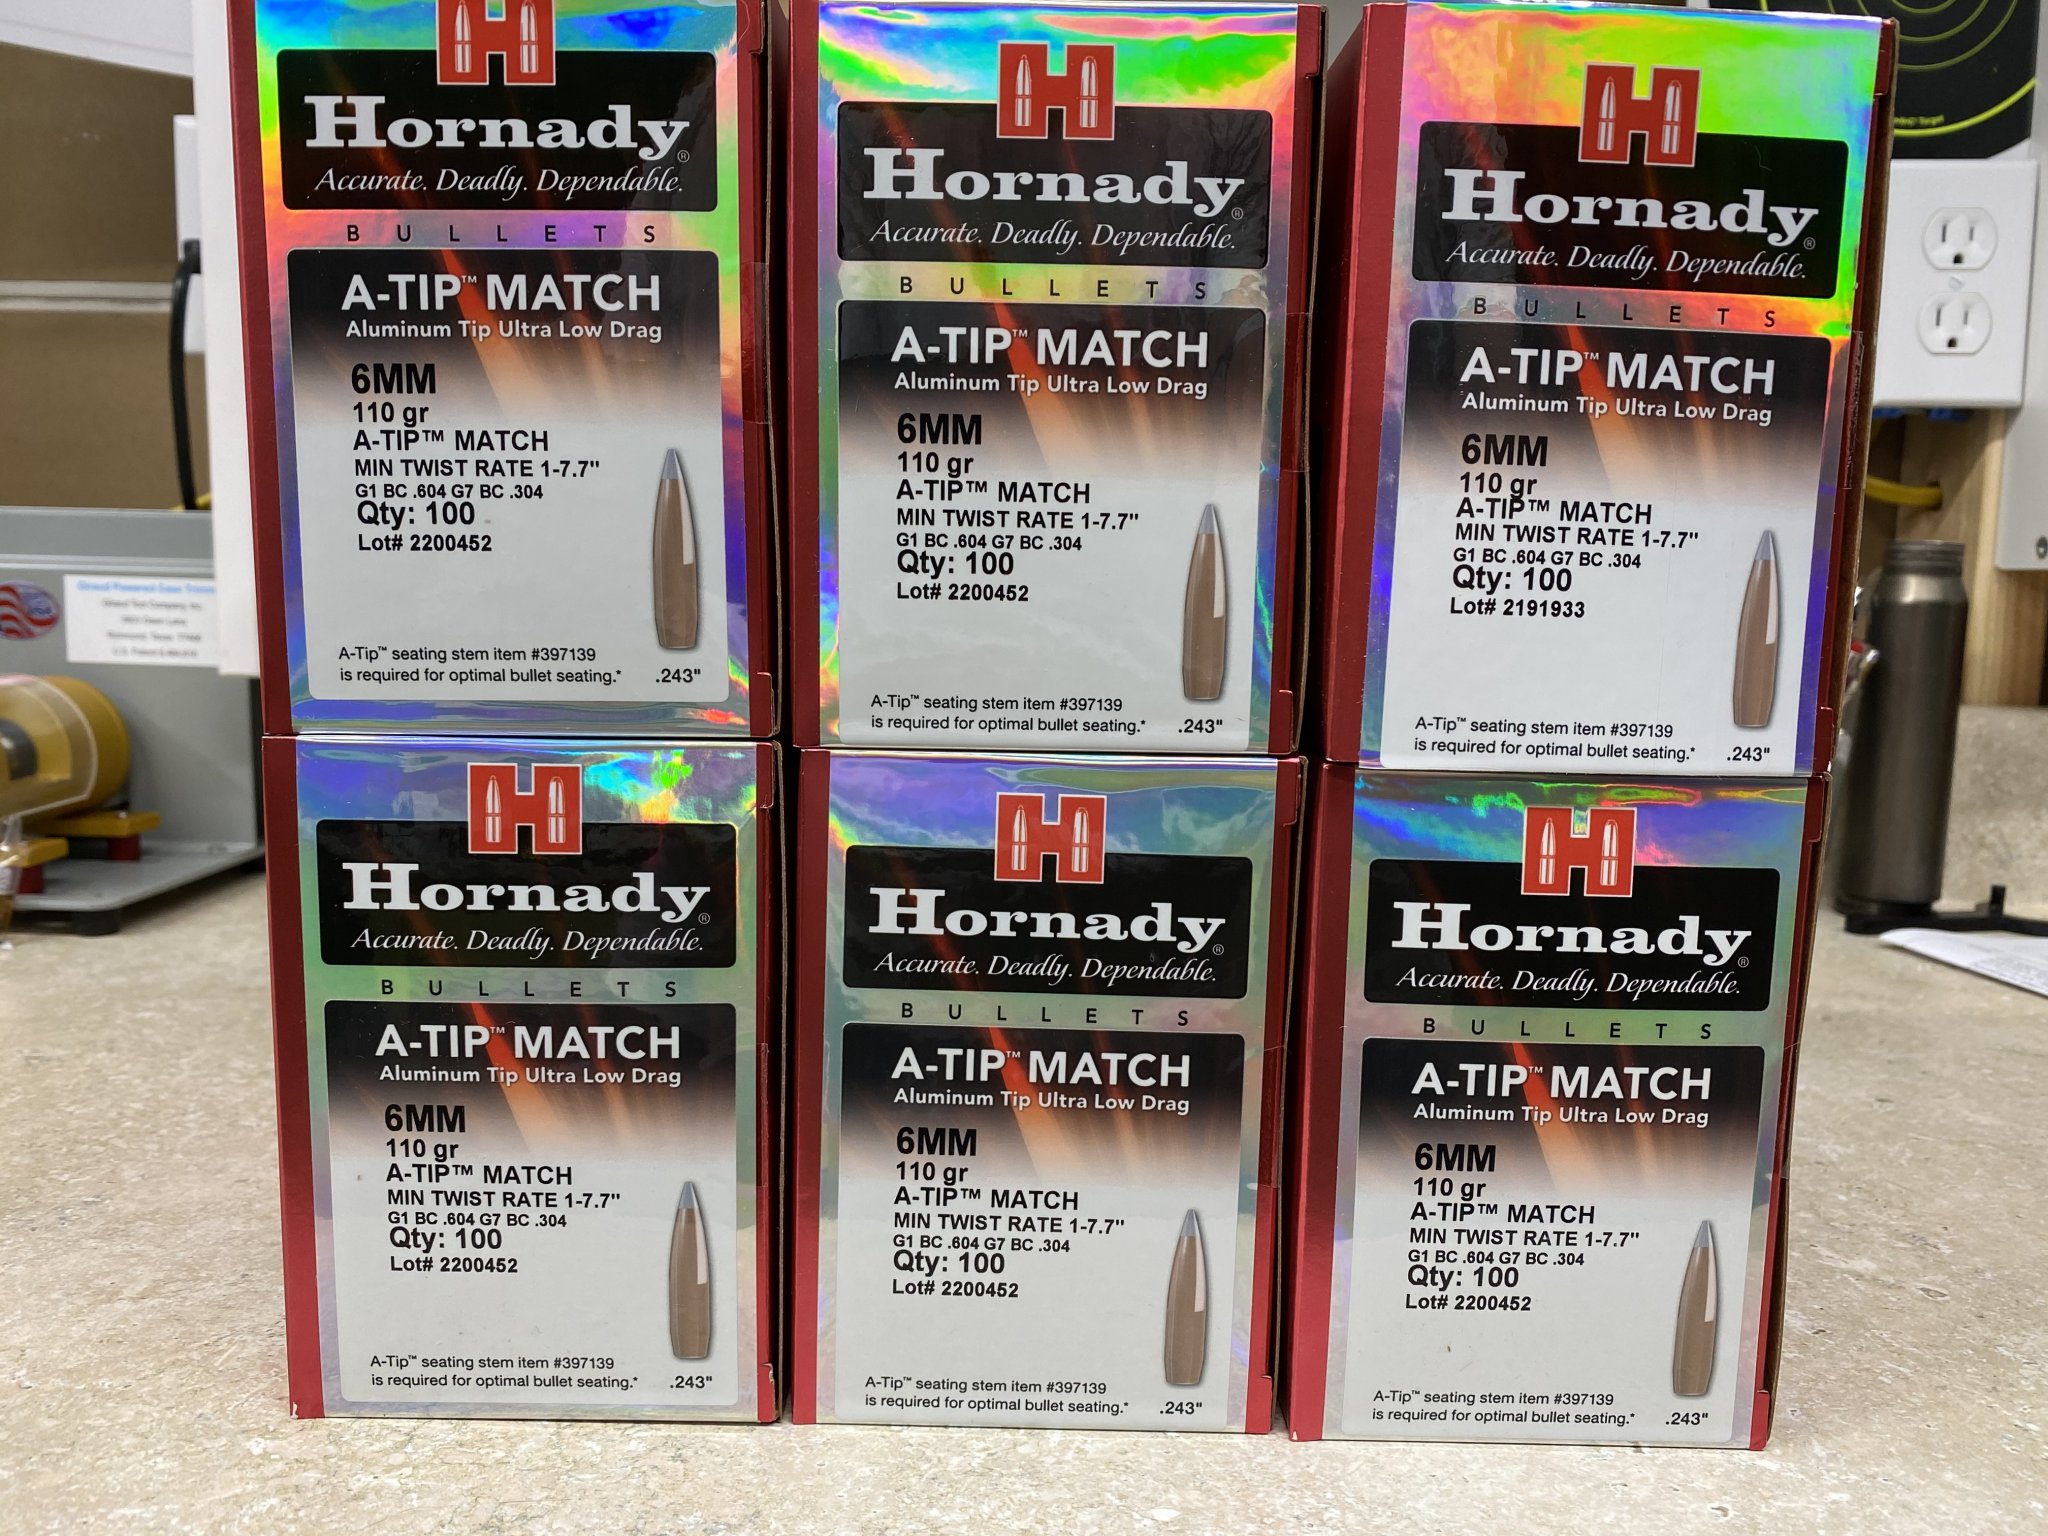 Hornady®
Accurate. Deadly. Dependable.
BULLETS
A-TIP™ MATCH
Aluminum Tip Ultra Low Drag
6MM
110 gr
A-TIP™ MATCH
MIN TWIST RATE 1-7.7"
G1 BC .604 G7 BC .304
Qty: 100
Lot# 2200452
A-Tip™ seating stem item #397139
is required for optimal bullet seating.* .243"
Hornady®
Accurate. Deadly. Dependable.
BULLETS
A-TIP™ MATCH
Aluminum Tip Ultra Low Drag
6MM
110 gr
A-TIP™ MATCH
MIN TWIST RATE 1-7.7"
G1 BC .604 G7 BC .304
Qty: 100
Lot# 2200452
A-Tip™ seating stem item #397139
is required for optimal bullet seating.* .243"
Hornady®
Accurate. Deadly. Dependable.
BULLETS
A-TIP™ MATCH
Aluminum Tip Ultra Low Drag
6MM
110 gr
A-TIP™ MATCH
MIN TWIST RATE 1-7.7"
G1 BC .604 G7 BC .304
Qty: 100
Lot# 2191933
A-Tip™ seating stem item #397139
is required for optimal bullet seating.* .243"
Hornady®
Accurate. Deadly. Dependable.
BULLETS
A-TIP™ MATCH
Aluminum Tip Ultra Low Drag
6MM
110 gr
A-TIP™ MATCH
MIN TWIST RATE 1-7.7"
G1 BC .604 G7 BC .304
Qty: 100
Lot# 2200452
A-Tip™ seating stem item #397139
is required for optimal bullet seating.* .243"
Hornady®
Accurate. Deadly. Dependable.
BULLETS
A-TIP™ MATCH
Aluminum Tip Ultra Low Drag
6MM
110 gr
A-TIP™ MATCH
MIN TWIST RATE 1-7.7"
G1 BC .604 G7 BC .304
Qty: 100
Lot# 2200452
A-Tip™ seating stem item #397139
is required for optimal bullet seating.* .243"
Hornady®
Accurate. Deadly. Dependable.
BULLETS
A-TIP™ MATCH
Aluminum Tip Ultra Low Drag
6MM
110 gr
A-TIP™ MATCH
MIN TWIST RATE 1-7.7"
G1 BC .604 G7 BC .304
Qty: 100
Lot# 2200452
A-Tip™ seating stem item #397139
is required for optimal bullet seating.* .243"